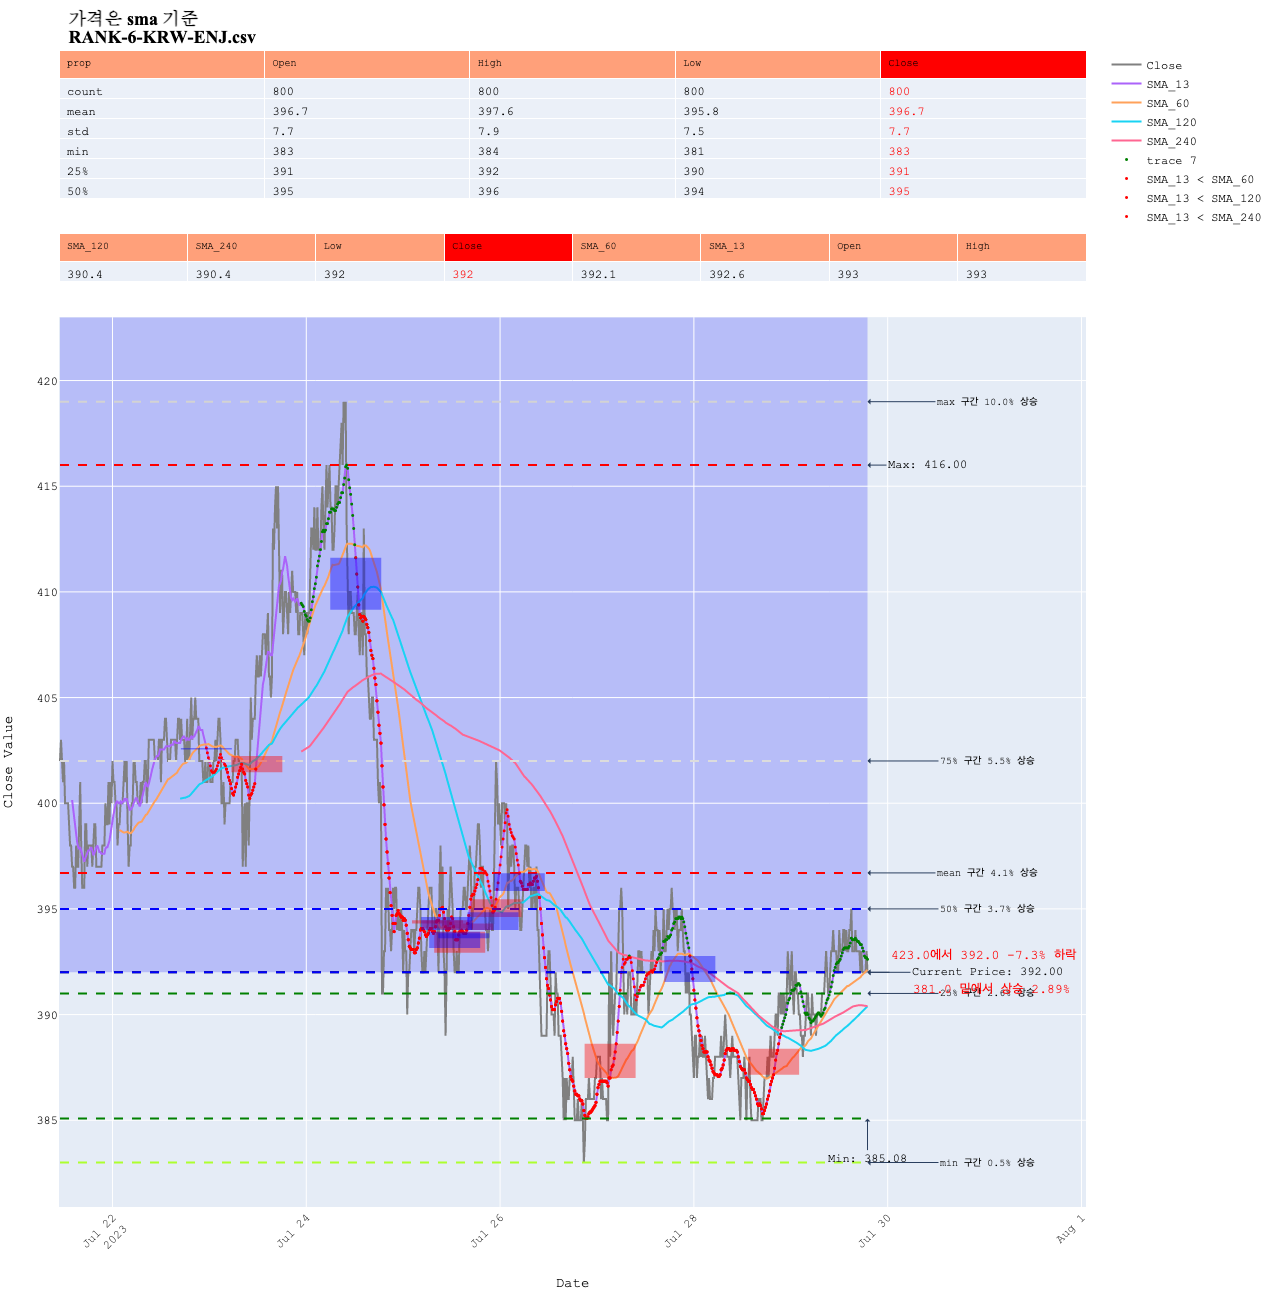 가격은 sma 기준
RANK-6-KRW-ENJ.csv
prop Open High Low Close
count 800 800 800 800
mean 396.7 397.6 395.8 396.7
std 7.7 7.9 7.5 7.7
min 383 384 381 383
25% 391 392 390 391
50% 395 396 394 395
SMA_120 SMA_240 Low Close SMA_60 SMA_13 Open High
390.4 390.4 392 392 392.1 392.6 393 393
Close
SMA_13
SMA_60
SMA_120
SMA_240
trace 7
SMA_13 < SMA_60
SMA_13 < SMA_120
SMA_13 < SMA_240
Close Value
420
415
410
405
400
395
390
385
max 구간 10.0% 상승
Max: 416.00
75% 구간 5.5% 상승
mean 구간 4.1% 상승
50% 구간 3.7% 상승
423.0에서 392.0 -7.3% 하락
Current Price: 392.00
381.0 밑에서 상승 2.89%
25% 구간 2.6% 상승
Min: 385.08
min 구간 0.5% 상승
Jul 22
2023
Jul 24
Jul 26
Jul 28
Jul 30
Aug 1
Date